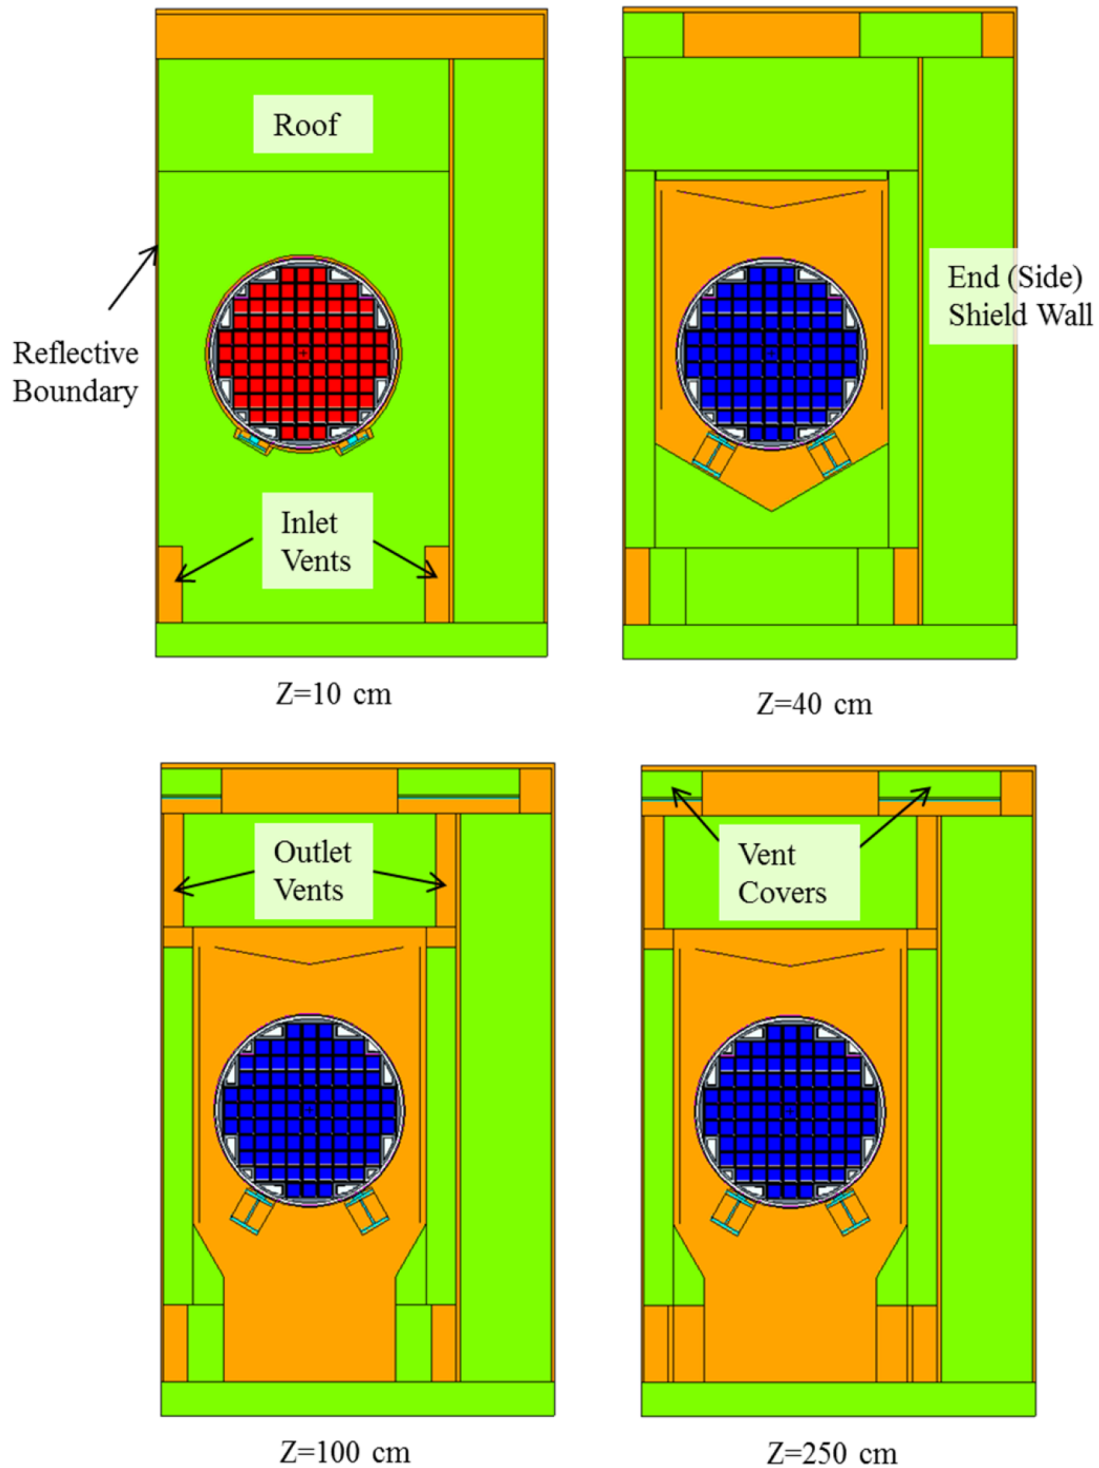 Roof
End (Side)
Shield Wall
Reflective
Boundary
Inlet
Vents
Z=10 cm
Z=40 cm
Outlet
Vents
Vent
Covers
Z=100 cm
Z=250 cm